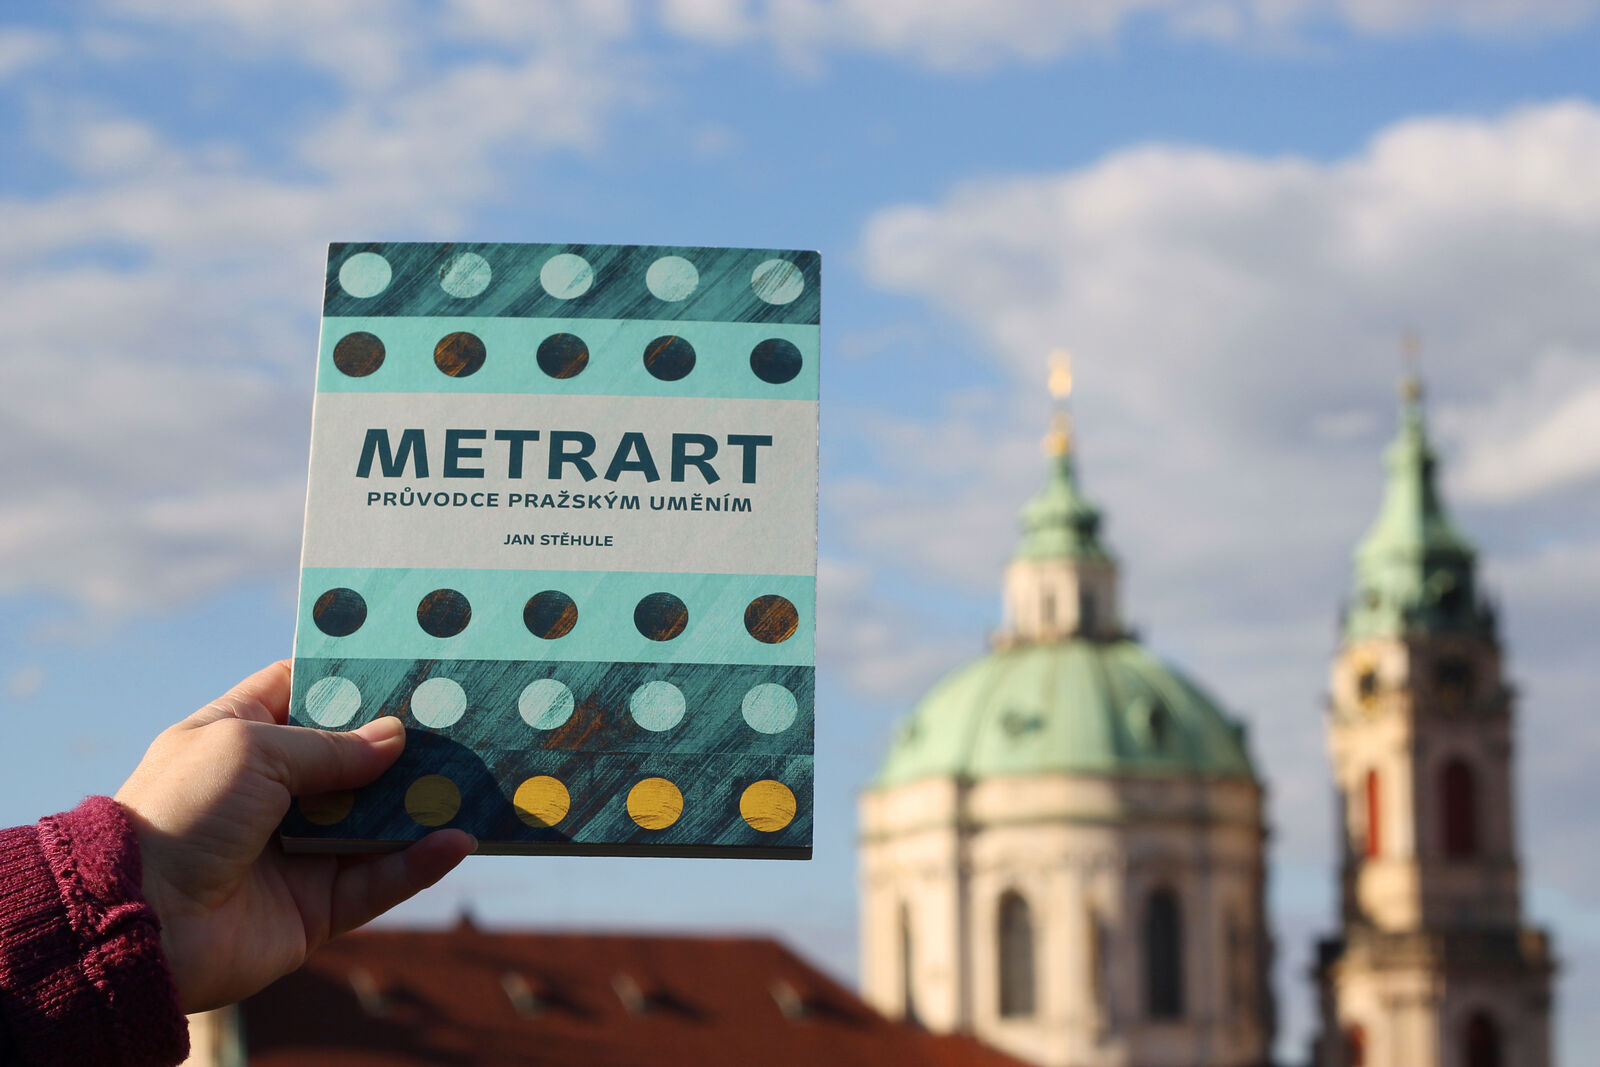 METRART
PRŮVODCE PRAŽSKÝM UMĚNÍM
JAN STĚHULE